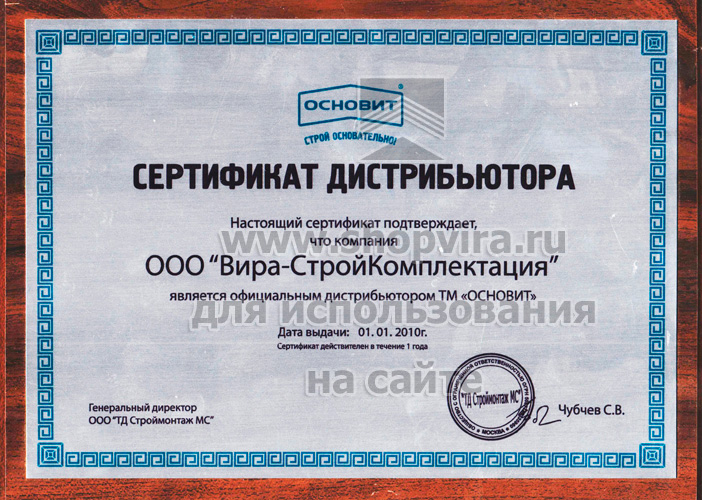 ОСНОВИТ
СТРОЙ ОСНОВАТЕЛЬНО!
СЕРТИФИКАТ ДИСТРИБЬЮТОРА
Настоящий сертификат подтверждает,
что компания
www.shopvira.ru
ООО “Вира-СтройКомплектация”
является официальным дистрибьютором ТМ «ОСНОВИТ»
для использования
Дата выдачи: 01. 01. 2010г.
Сертификат действителен в течение 1 года
на сайте
Генеральный директор
ООО “ТД Строймонтаж МС”
"ТД Строймонтаж МС"
МОСКВА
Чубчев С.В.